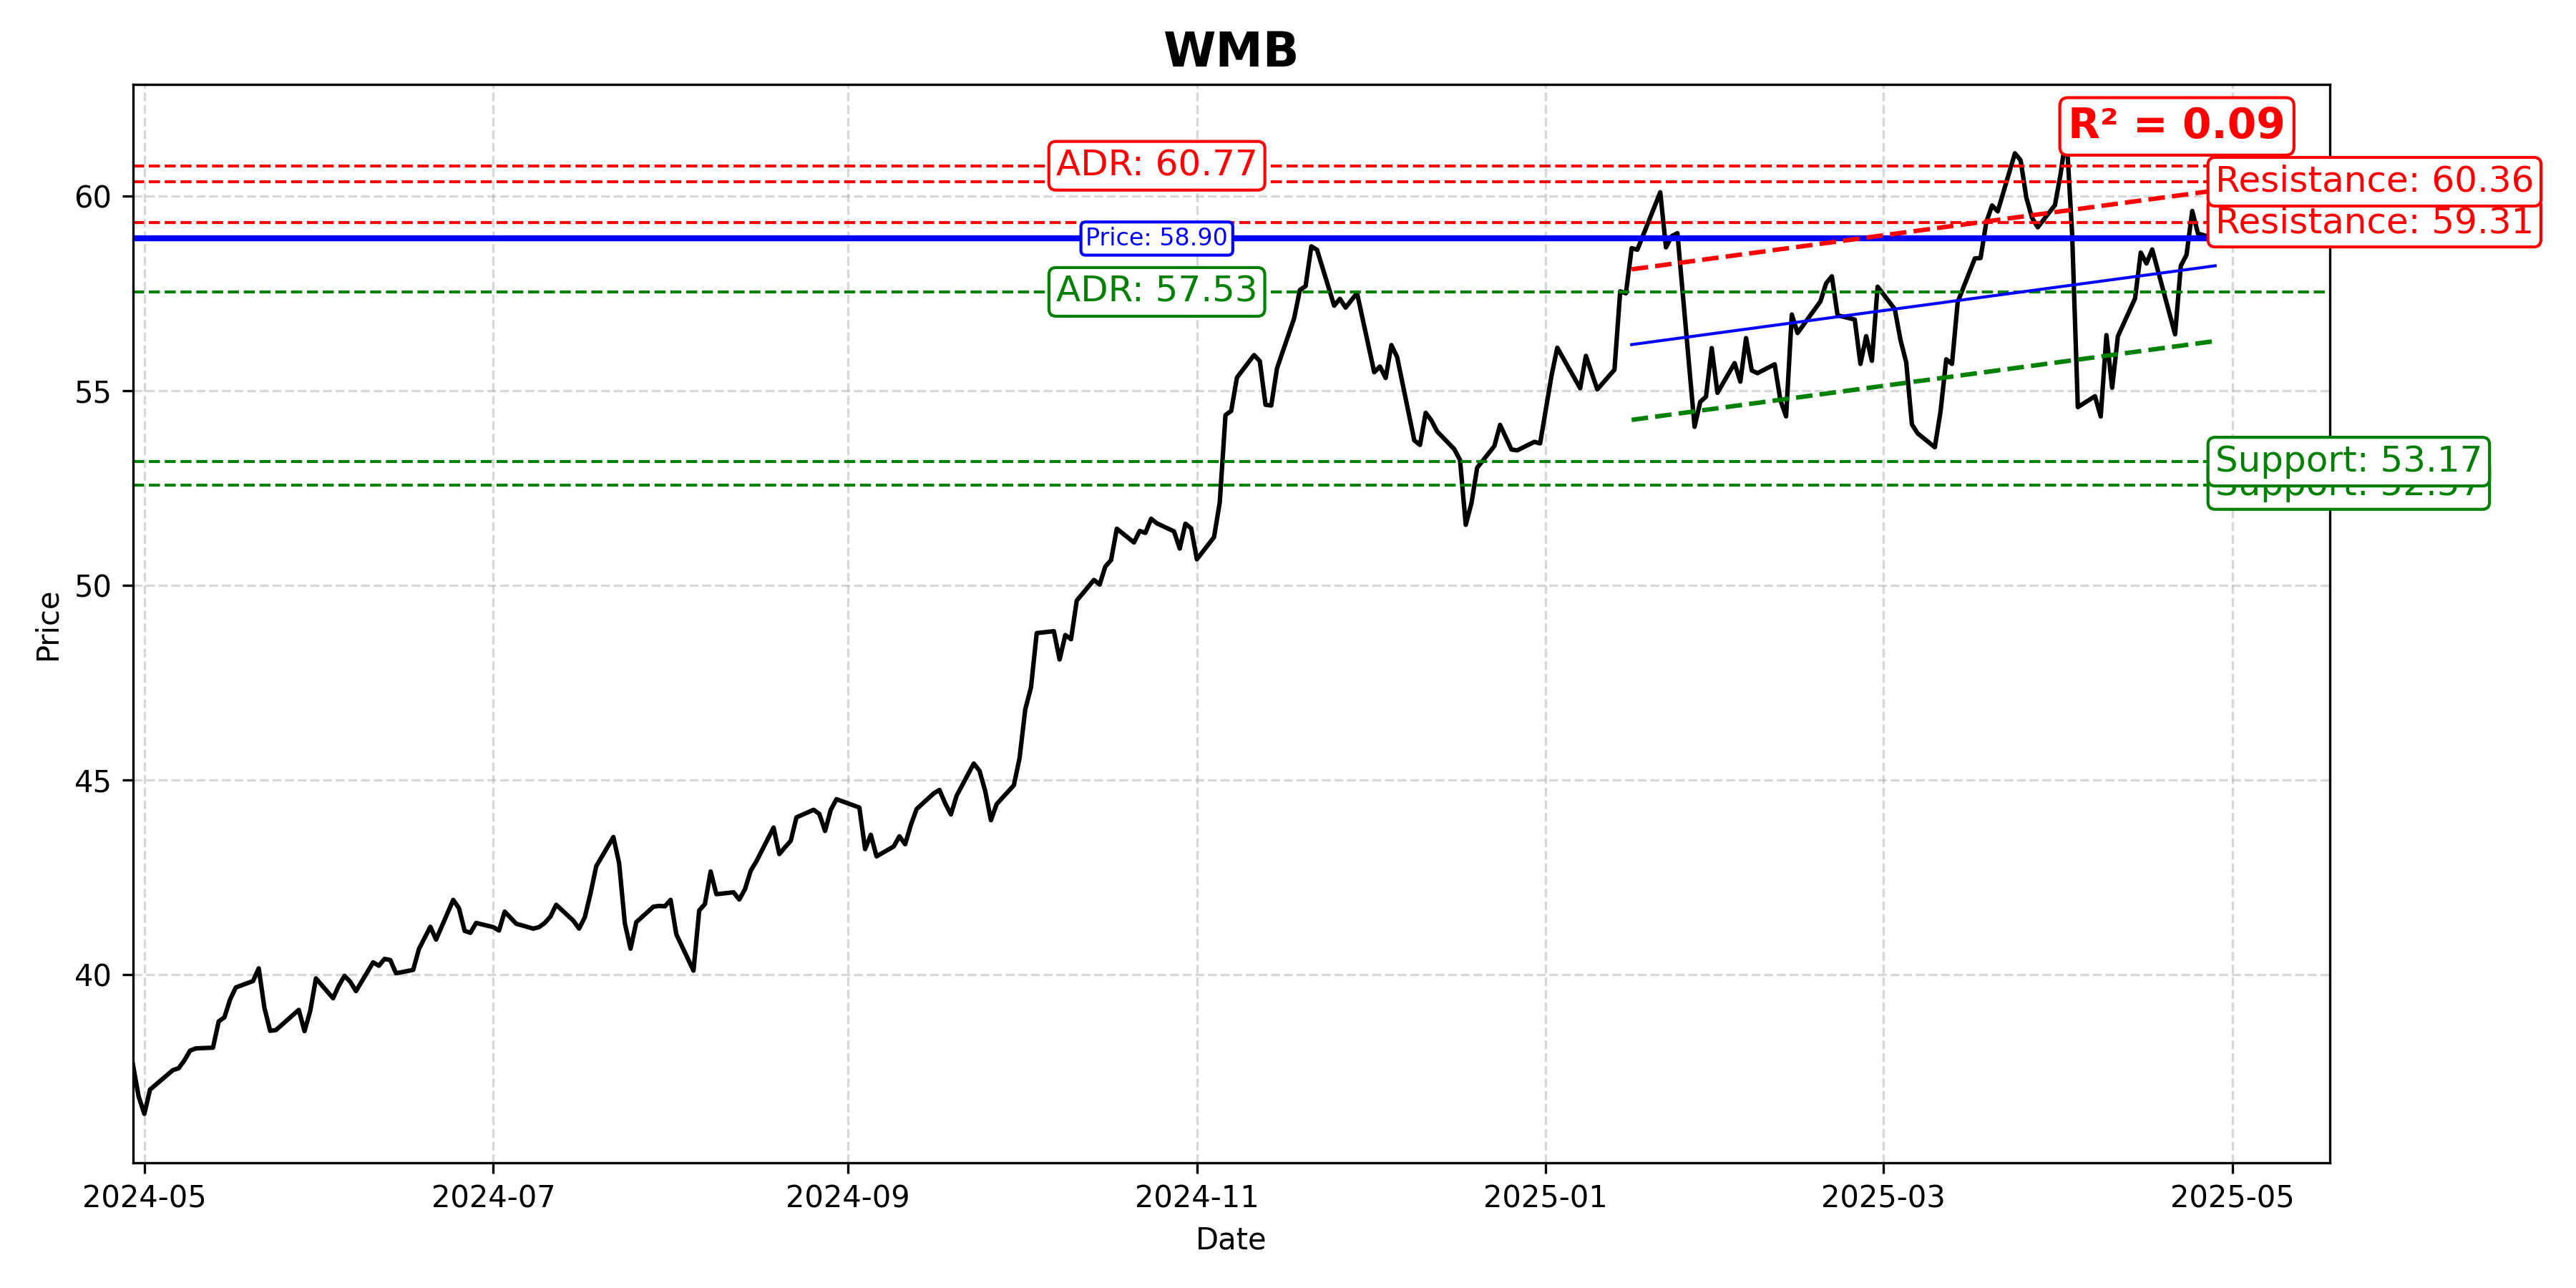 WMB
R² = 0.09
ADR: 60.77
Resistance: 60.36
Resistance: 59.31
Price: 58.90
ADR: 57.53
Support: 53.17
Support:
60
55
50
45
40
Price
2024-05
2024-07
2024-09
2024-11
2025-01
2025-03
2025-05
Date